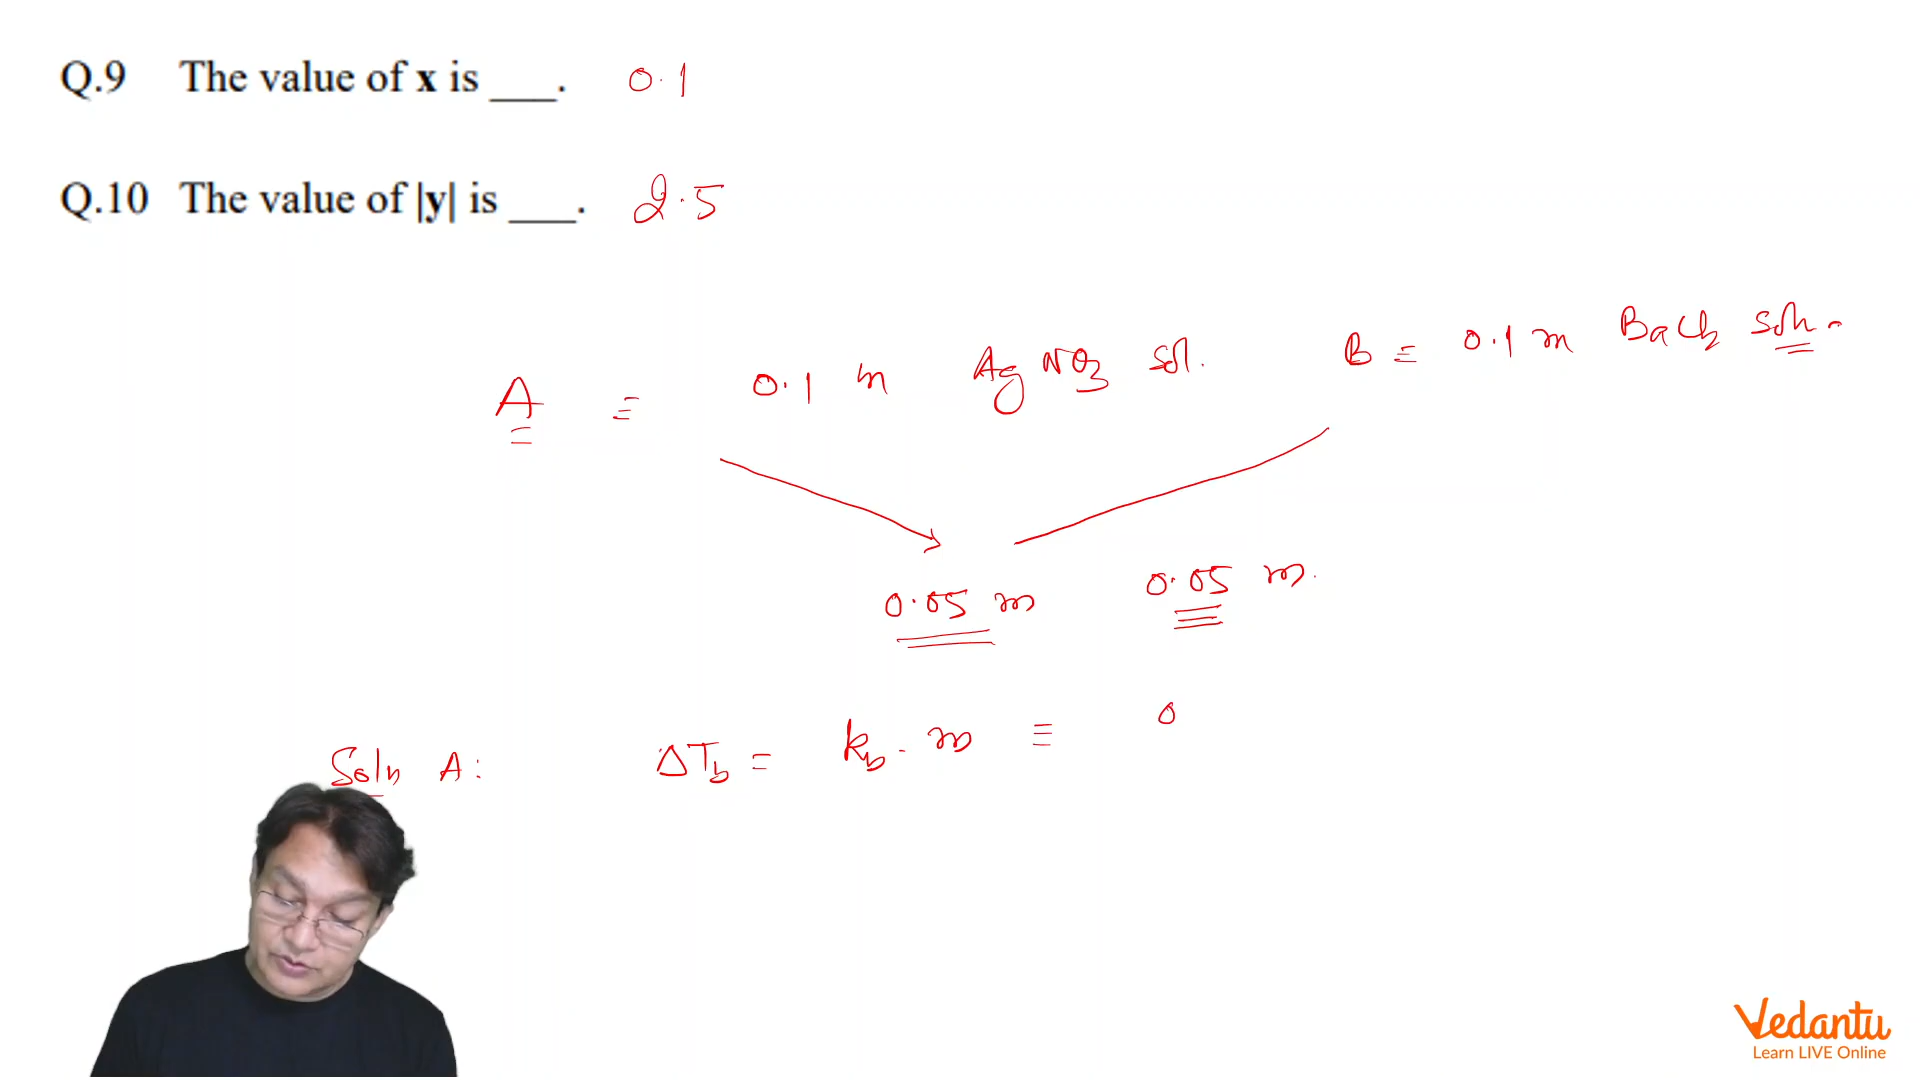 Q.9 The value of x is ___. 0.1
Q.10 The value of |y| is ___. 2.5
A ≡ 0.1 m AgNO3 sol. B ≡ 0.1 m BaCl2 soln.
0.05 m 0.05 m.
Soln A: ΔTb = kb . m ≡ 0
Vedantu
Learn LIVE Online